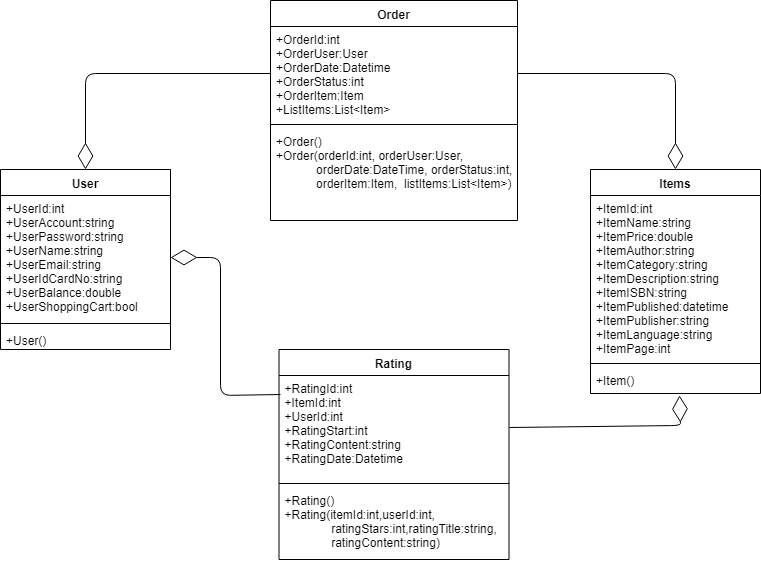 Order
+OrderId:int
+OrderUser:User
+OrderDate:Datetime
+OrderStatus:int
+OrderItem:Item
+ListItems:List<Item>
+Order()
+Order(orderId:int, orderUser:User,
orderDate:DateTime, orderStatus:int,
orderItem:Item, listItems:List<Item>)
User
+UserId:int
+UserAccount:string
+UserPassword:string
+UserName:string
+UserEmail:string
+UserIdCardNo:string
+UserBalance:double
+UserShoppingCart:bool
+User()
Items
+ItemId:int
+ItemName:string
+ItemPrice:double
+ItemAuthor:string
+ItemCategory:string
+ItemDescription:string
+ItemISBN:string
+ItemPublished:datetime
+ItemPublisher:string
+ItemLanguage:string
+ItemPage:int
+Item()
Rating
+RatingId:int
+ItemId:int
+UserId:int
+RatingStart:int
+RatingContent:string
+RatingDate:Datetime
+Rating()
+Rating(itemId:int,userId:int,
ratingStars:int,ratingTitle:string,
ratingContent:string)